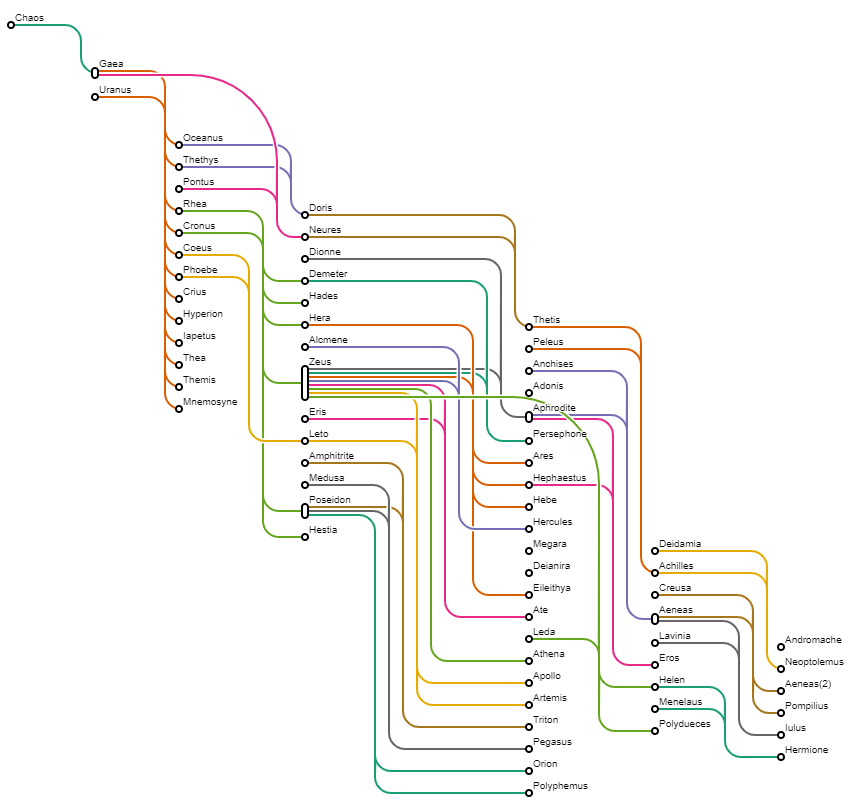 Chaos
Gaea
Uranus
Oceanus
Thethys
Pontus
Rhea
Cronus
Coeus
Phoebe
Crius
Hyperion
Iapetus
Thea
Themis
Mnemosyne
Doris
Neures
Dionne
Demeter
Hades
Hera
Alcmene
Zeus
Eris
Leto
Amphitrite
Medusa
Poseidon
Hestia
Thetis
Peleus
Anchises
Adonis
Aphrodite
Persephone
Ares
Hephaestus
Hebe
Hercules
Megara
Deianira
Eileithya
Ate
Leda
Athena
Apollo
Artemis
Triton
Pegasus
Orion
Polyphemus
Deidamia
Achilles
Creusa
Aeneas
Lavinia
Eros
Helen
Menelaus
Polydueces
Andromache
Neoptolemus
Aeneas(2)
Pompilius
Iulus
Hermione